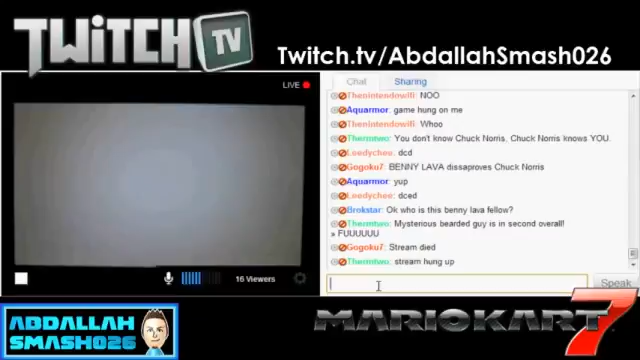 TWiTCH TV
Twitch.tv/AbdallahSmash026
LIVE
Chat Sharing
Thenintendowifi: NOO
Aquarmor: game hung on me
Thenintendowifi: Whoo
Thermtwo: You don't know Chuck Norris, Chuck Norris knows YOU.
Leedychee: dcd
Gogoku7: BENNY LAVA dissaproves Chuck Norris
Aquarmor: yup
Leedychee: dced
Brokstar: Ok who is this benny lava fellow?
Thermtwo: Mysterious bearded guy is in second overall!
» FUUUUUU
Gogoku7: Stream died
Thermtwo: stream hung up
16 Viewers
Speak
ABDALLAH
SMASH026
MARIOKART 7